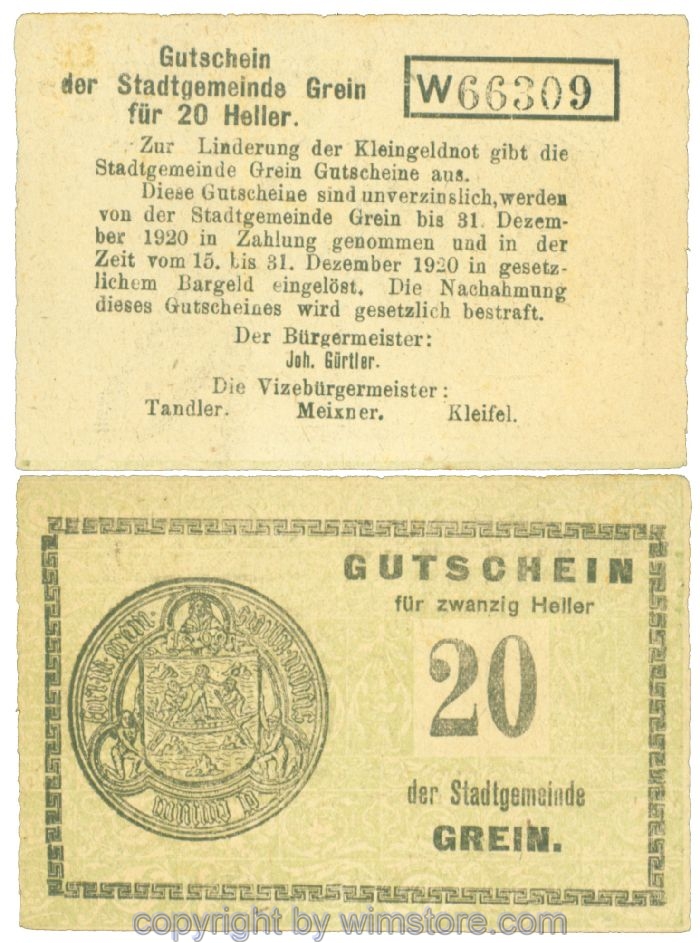 Gutschein
der Stadtgemeinde Grein
für 20 Heller.
W66309
Zur Linderung der Kleingeldnot gibt die
Stadtgemeinde Grein Gutscheine aus.
Diese Gutscheine sind unverzinslich, werden
von der Stadtgemeinde Grein bis 31. Dezem-
ber 1920 in Zahlung genommen und in der
Zeit vom 15. bis 31. Dezember 1920 in gesetz-
lichem Bargeld eingelöst. Die Nachahmung
dieses Gutscheines wird gesetzlich bestraft.
Der Bürgermeister:
Joh. Gürtler.
Die Vizebürgermeister:
Tandler. Meixner. Kleifel.
GUTSCHEIN
für zwanzig Heller
20
der Stadtgemeinde
GREIN.
copyright by wimstore.com